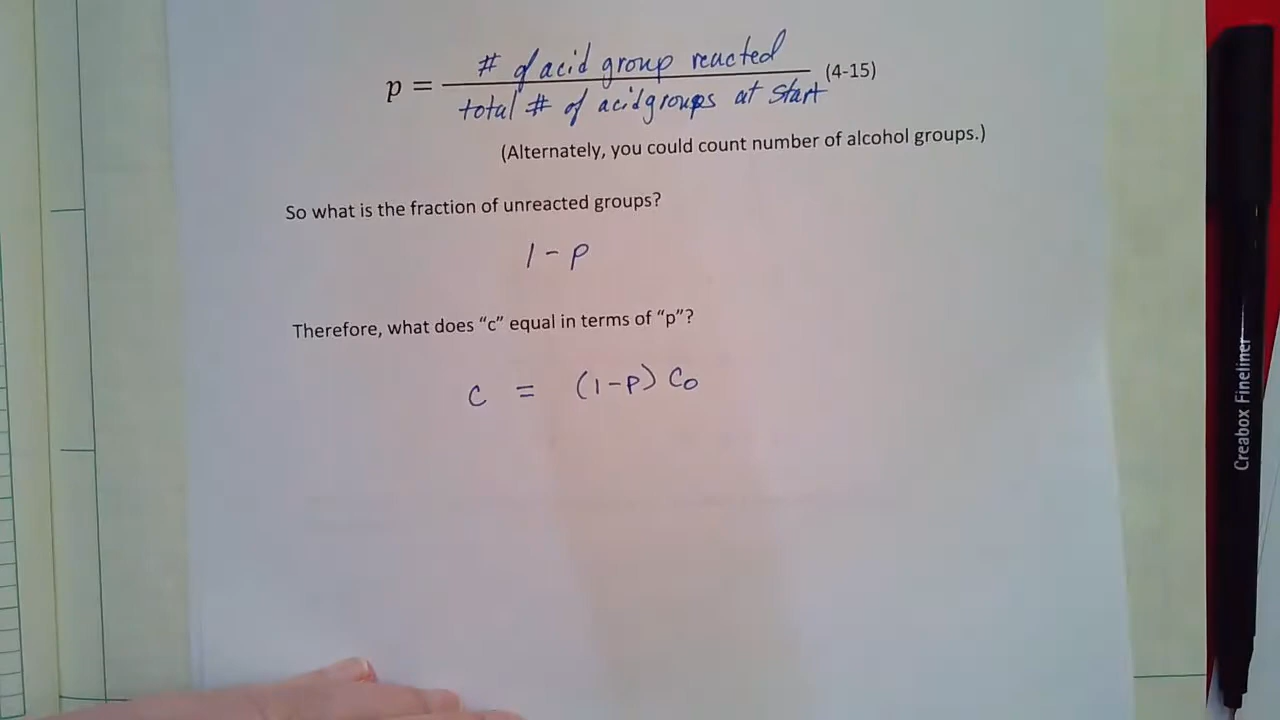 p = # of acid group reacted / total # of acid groups at start (4-15)
(Alternately, you could count number of alcohol groups.)
So what is the fraction of unreacted groups?
1 - p
Therefore, what does “c” equal in terms of “p”?
c = (1-p) c₀
Creabox Fineliner